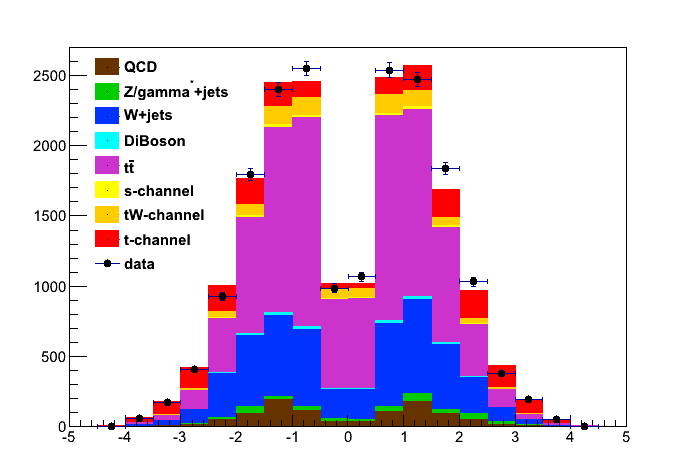 2500
2000
1500
1000
500
0
QCD
Z/gamma*+jets
W+jets
DiBoson
tt̄
s-channel
tW-channel
t-channel
data
-5 -4 -3 -2 -1 0 1 2 3 4 5